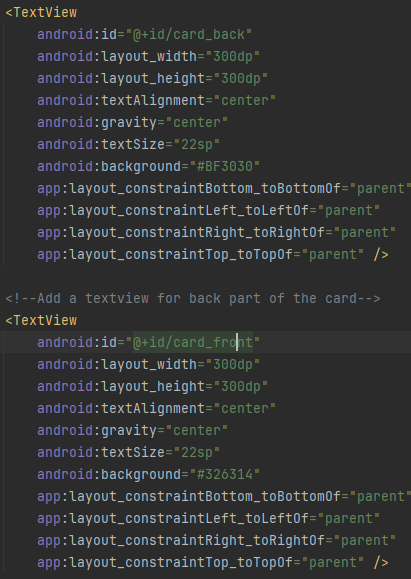 <TextView
android:id="@+id/card_back"
android:layout_width="300dp"
android:layout_height="300dp"
android:textAlignment="center"
android:gravity="center"
android:textSize="22sp"
android:background="#BF3030"
app:layout_constraintBottom_toBottomOf="parent"
app:layout_constraintLeft_toLeftOf="parent"
app:layout_constraintRight_toRightOf="parent"
app:layout_constraintTop_toTopOf="parent" />
<!--Add a textview for back part of the card-->
<TextView
android:id="@+id/card_front"
android:layout_width="300dp"
android:layout_height="300dp"
android:textAlignment="center"
android:gravity="center"
android:textSize="22sp"
android:background="#326314"
app:layout_constraintBottom_toBottomOf="parent"
app:layout_constraintLeft_toLeftOf="parent"
app:layout_constraintRight_toRightOf="parent"
app:layout_constraintTop_toTopOf="parent" />